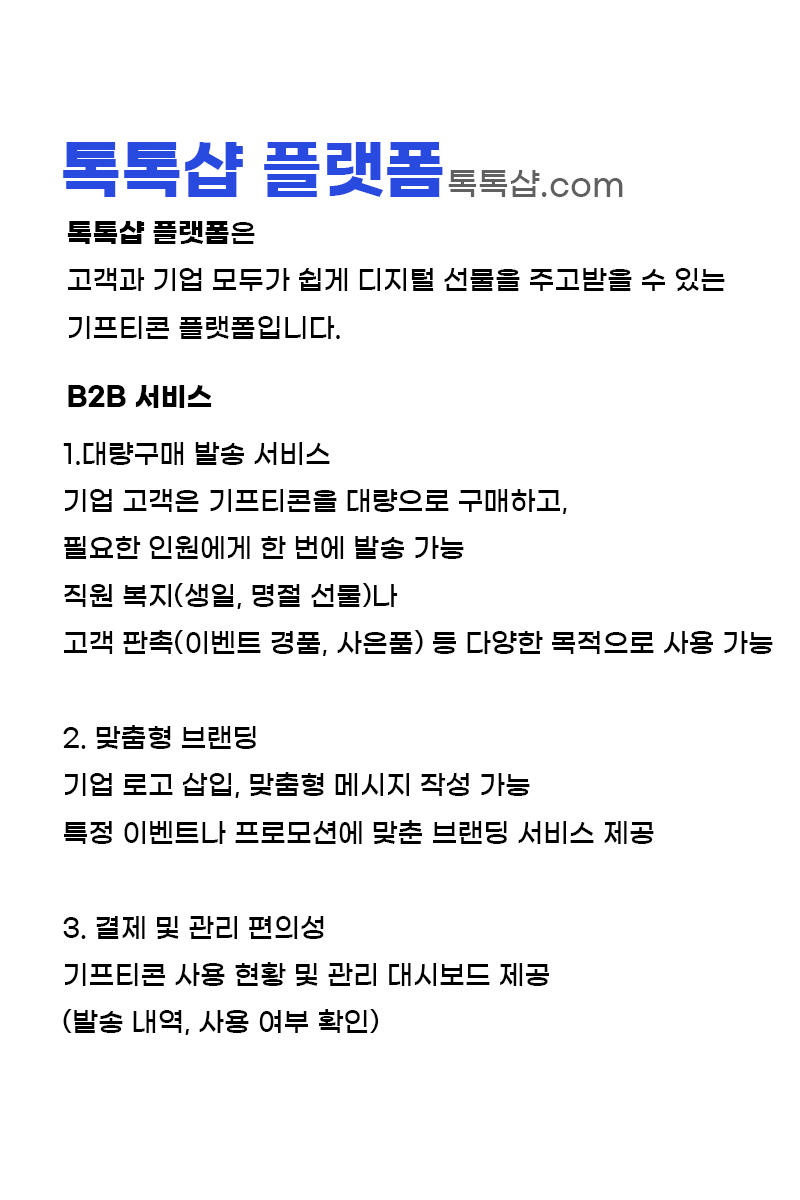 톡톡샵 플랫폼 톡톡샵.com
톡톡샵 플랫폼은
고객과 기업 모두가 쉽게 디지털 선물을 주고받을 수 있는
기프티콘 플랫폼입니다.
B2B 서비스
1.대량구매 발송 서비스
기업 고객은 기프티콘을 대량으로 구매하고,
필요한 인원에게 한 번에 발송 가능
직원 복지(생일, 명절 선물)나
고객 판촉(이벤트 경품, 사은품) 등 다양한 목적으로 사용 가능
2. 맞춤형 브랜딩
기업 로고 삽입, 맞춤형 메시지 작성 가능
특정 이벤트나 프로모션에 맞춘 브랜딩 서비스 제공
3. 결제 및 관리 편의성
기프티콘 사용 현황 및 관리 대시보드 제공
(발송 내역, 사용 여부 확인)